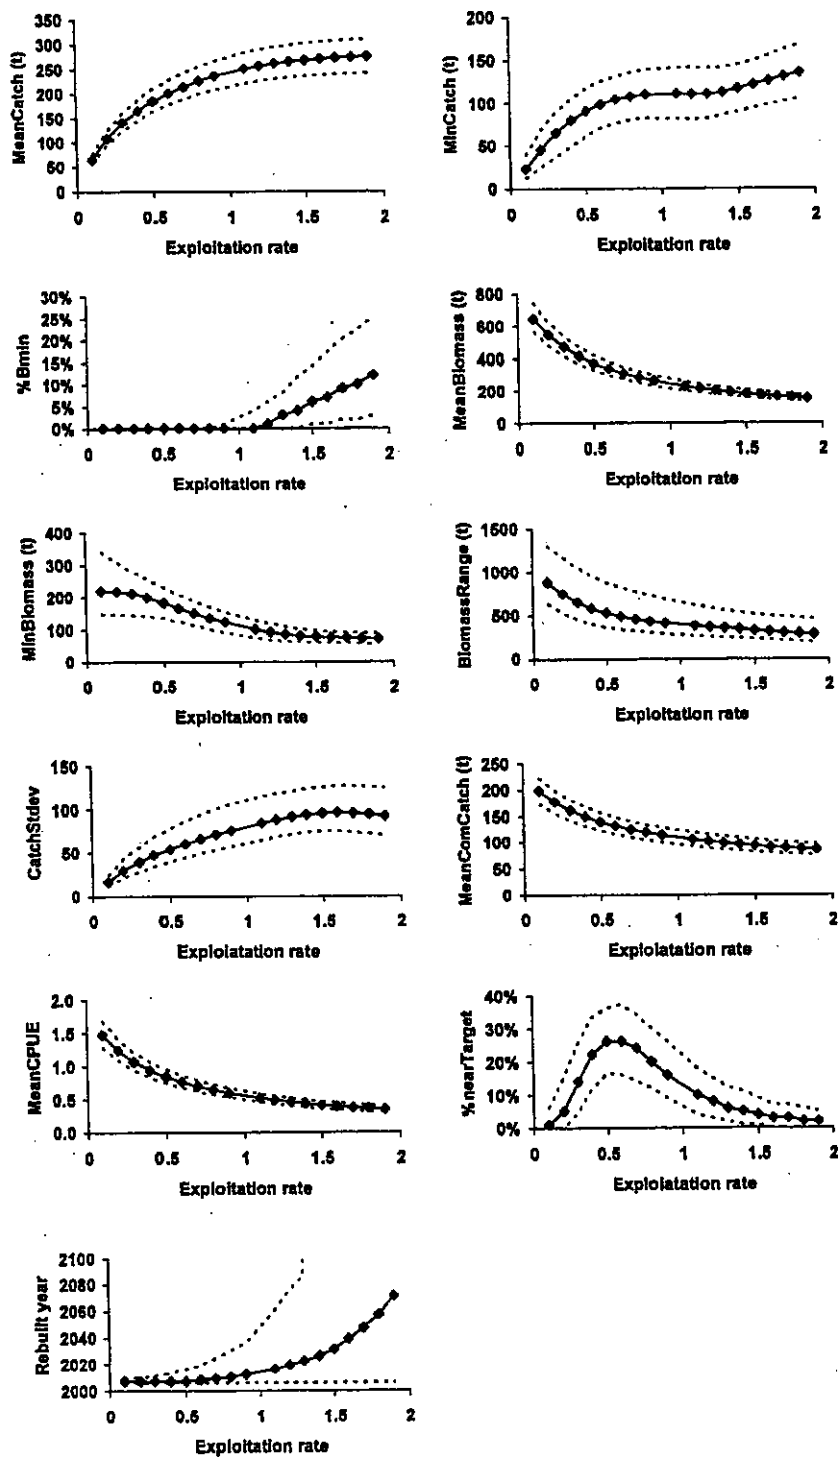 MeanCatch (t)
350
300
250
200
150
100
50
0
0 0.5 1 1.5 2
Exploitation rate
MinCatch (t)
200
150
100
50
0
0 0.5 1 1.5 2
Exploitation rate
%Bmin
30%
25%
20%
15%
10%
5%
0%
0 0.5 1 1.5 2
Exploitation rate
MeanBiomass (t)
800
600
400
200
0
0 0.5 1 1.5 2
Exploitation rate
MinBiomass (t)
400
300
200
100
0
0 0.5 1 1.5 2
Exploitation rate
BiomassRange (t)
1500
1000
500
0
0 0.5 1 1.5 2
Exploitation rate
CatchStdev
150
100
50
0
0 0.5 1 1.5 2
Exploiatation rate
MeanComCatch (t)
250
200
150
100
50
0
0 0.5 1 1.5 2
Exploiatation rate
MeanCPUE
2.0
1.5
1.0
0.5
0.0
0 0.5 1 1.5 2
Exploitation rate
%nearTarget
40%
30%
20%
10%
0%
0 0.5 1 1.5 2
Exploiatation rate
Rebuilt year
2100
2080
2060
2040
2020
2000
0 0.5 1 1.5 2
Exploitation rate